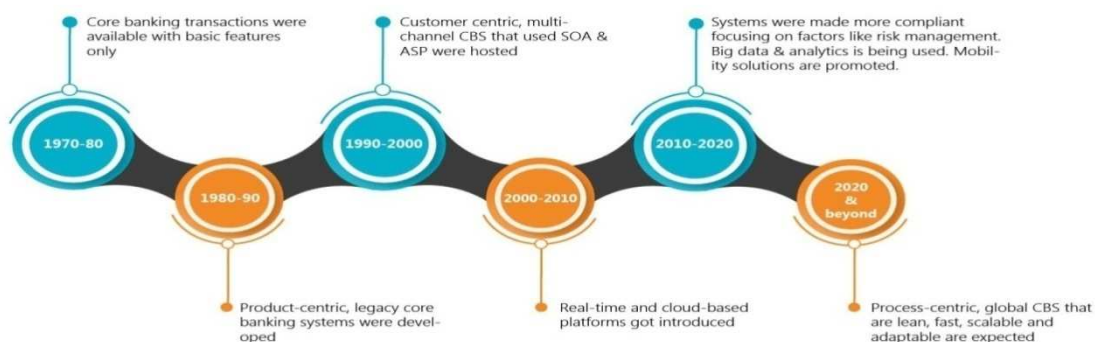 Core banking transactions were
available with basic features
only
Customer centric, multi-
channel CBS that used SOA &
ASP were hosted
Systems were made more compliant
focusing on factors like risk management.
Big data & analytics is being used. Mobil-
ity solutions are promoted.
1970-80
1990-2000
2010-2020
1980-90
2000-2010
2020
&
beyond
Product-centric, legacy core
banking systems were devel-
oped
Real-time and cloud-based
platforms got introduced
Process-centric, global CBS that
are lean, fast, scalable and
adaptable are expected